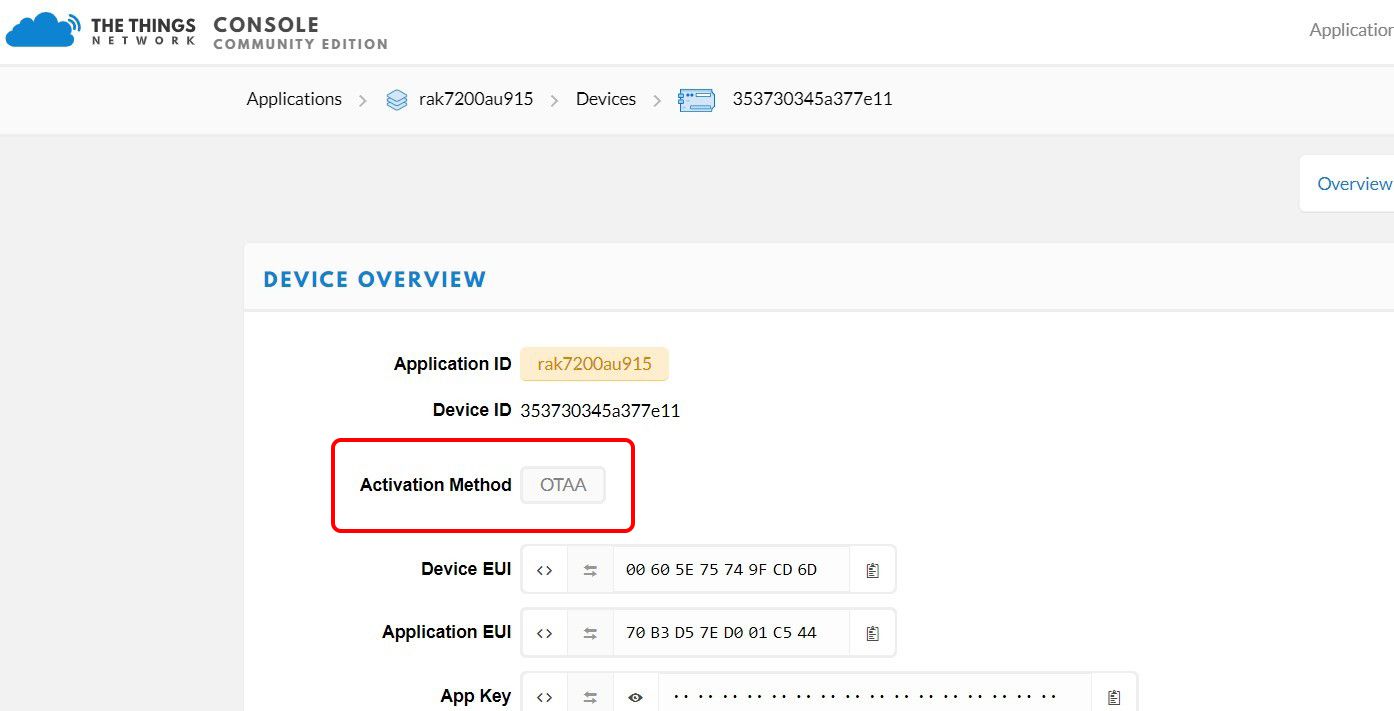 THE THINGS NETWORK CONSOLE COMMUNITY EDITION
Application
Applications > rak7200au915 > Devices > 353730345a377e11
Overview
DEVICE OVERVIEW
Application ID rak7200au915
Device ID 353730345a377e11
Activation Method OTAA
Device EUI <> 00 60 5E 75 74 9F CD 6D
Application EUI <> 70 B3 D5 7E D0 01 C5 44
App Key <> · · · · · · · · · · · · · · · · · · · · · · · · · · · · · · · ·